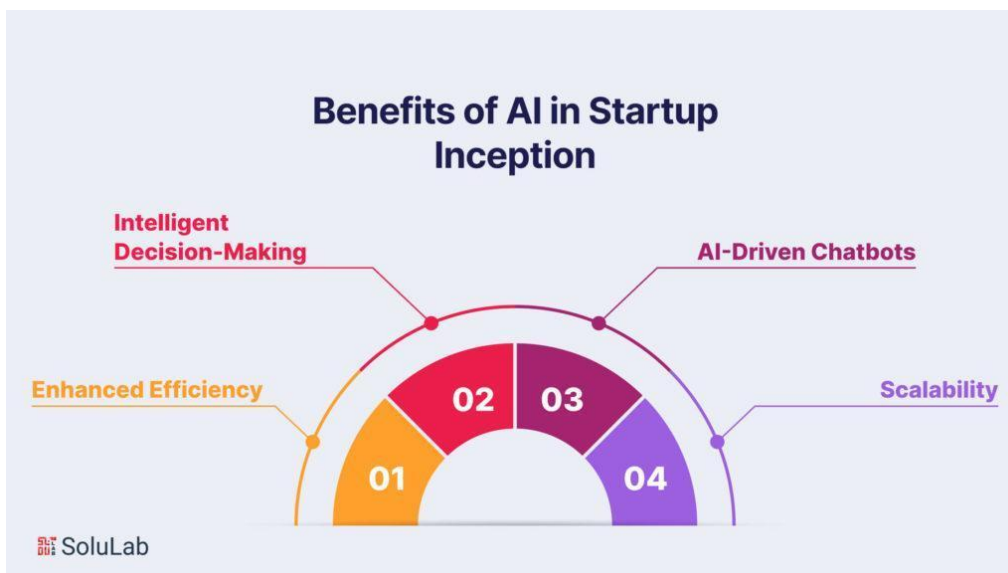 Benefits of AI in Startup
Inception
Intelligent
Decision-Making
AI-Driven Chatbots
Enhanced Efficiency
Scalability
02
03
01
04
SoluLab